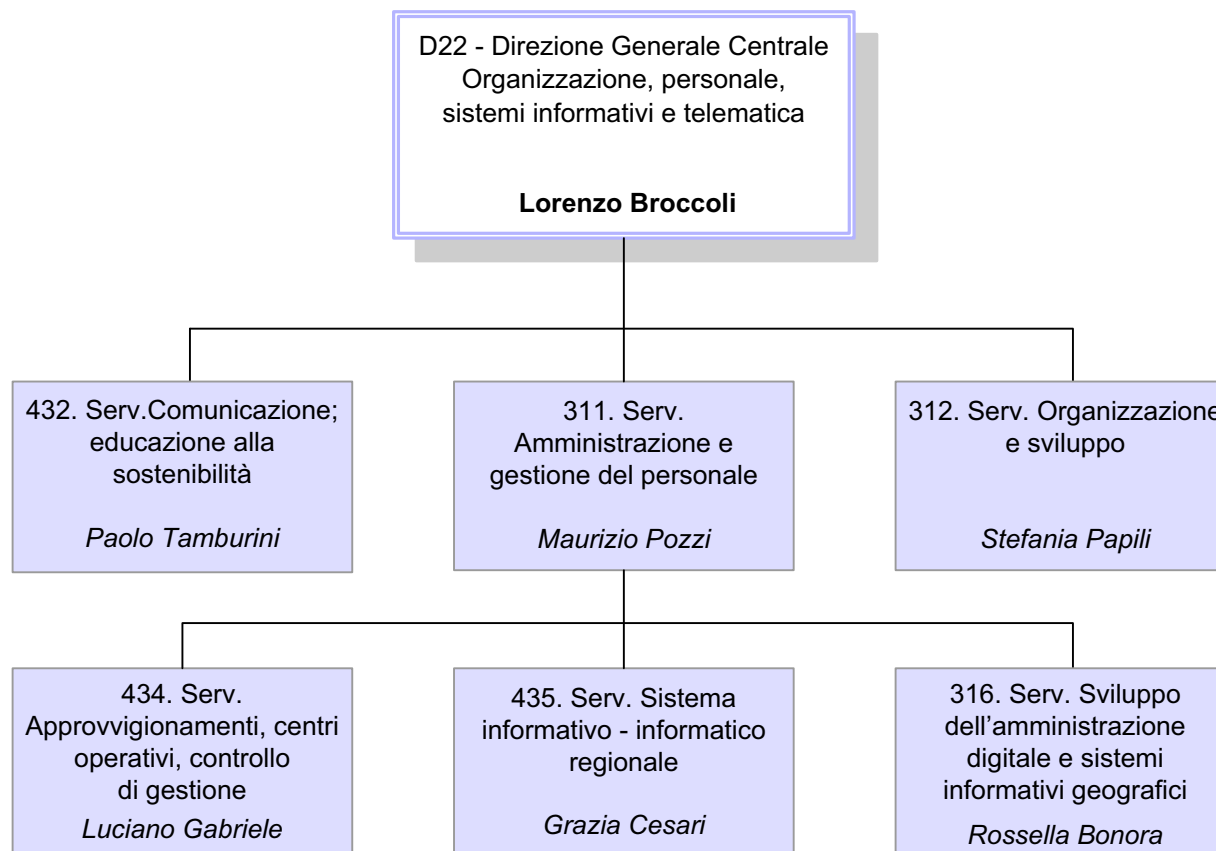 D22 - Direzione Generale Centrale
Organizzazione, personale,
sistemi informativi e telematica
Lorenzo Broccoli
432. Serv.Comunicazione;
educazione alla
sostenibilità
Paolo Tamburini
311. Serv.
Amministrazione e
gestione del personale
Maurizio Pozzi
312. Serv. Organizzazione
e sviluppo
Stefania Papili
434. Serv.
Approvvigionamenti, centri
operativi, controllo
di gestione
Luciano Gabriele
435. Serv. Sistema
informativo - informatico
regionale
Grazia Cesari
316. Serv. Sviluppo
dell’amministrazione
digitale e sistemi
informativi geografici
Rossella Bonora